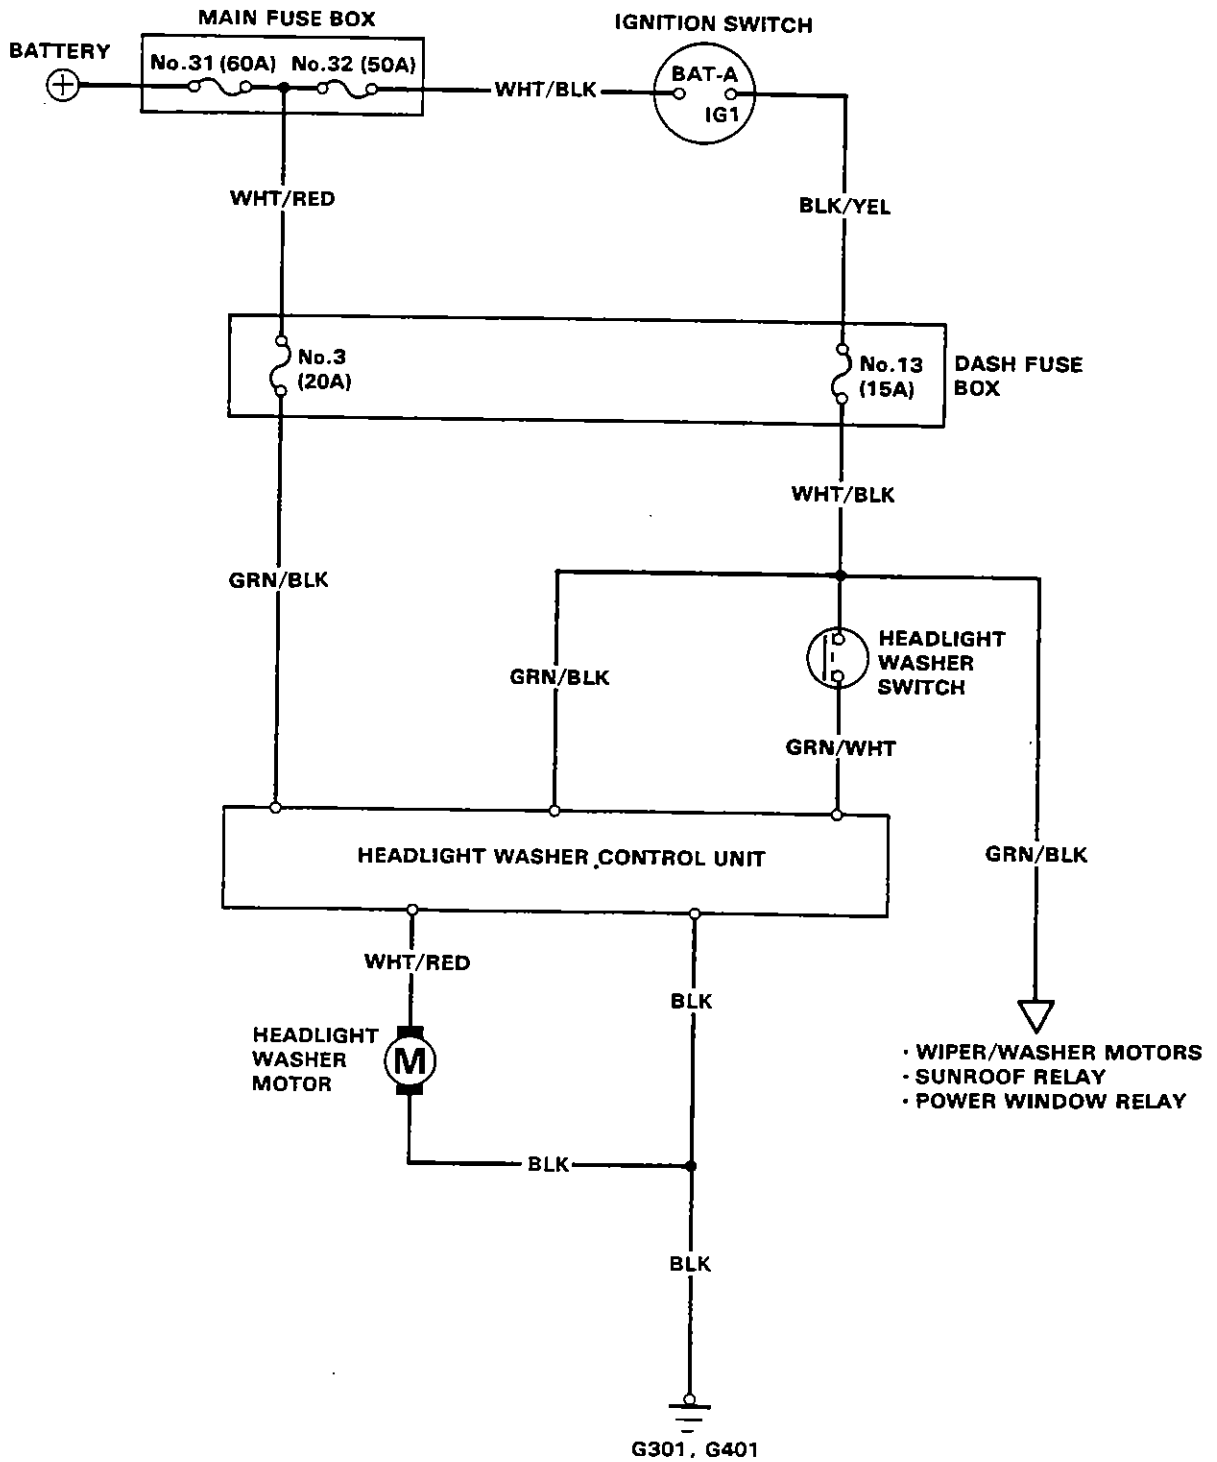 MAIN FUSE BOX
IGNITION SWITCH
BATTERY
No.31 (60A) No.32 (50A)
BAT-A
WHT/BLK
IG1
WHT/RED
BLK/YEL
No.3
(20A)
No.13
(15A)
DASH FUSE
BOX
WHT/BLK
GRN/BLK
HEADLIGHT
WASHER
SWITCH
GRN/BLK
GRN/WHT
HEADLIGHT WASHER CONTROL UNIT
GRN/BLK
WHT/RED
BLK
HEADLIGHT
WASHER
MOTOR
M
· WIPER/WASHER MOTORS
· SUNROOF RELAY
· POWER WINDOW RELAY
BLK
BLK
G301, G401